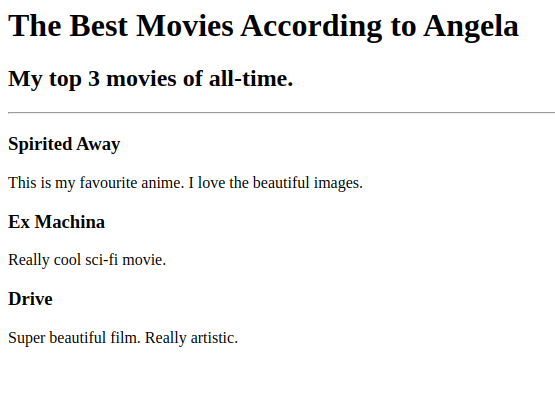 The Best Movies According to Angela
My top 3 movies of all-time.
Spirited Away
This is my favourite anime. I love the beautiful images.
Ex Machina
Really cool sci-fi movie.
Drive
Super beautiful film. Really artistic.